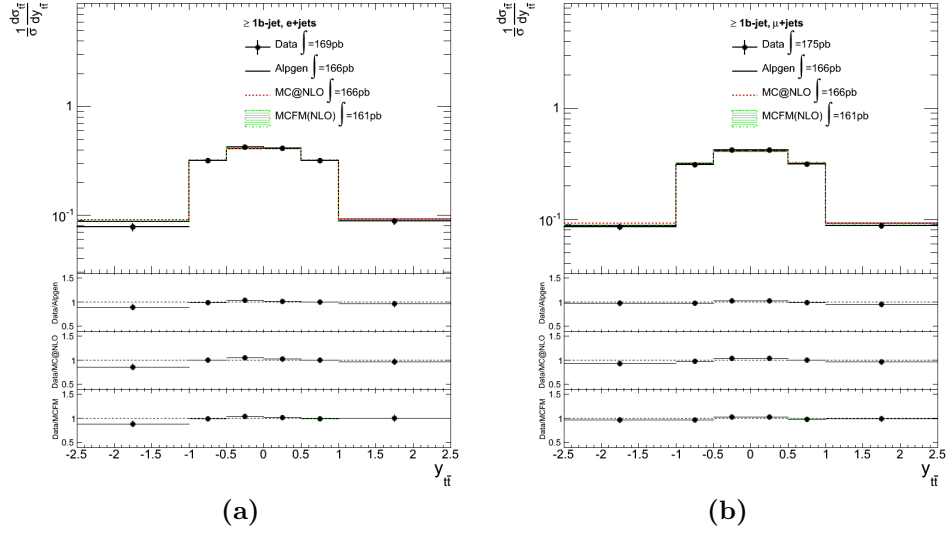 1/σ dσ_tt̄/dy_tt̄
≥ 1b-jet, e+jets
Data ∫=169pb
Alpgen ∫=166pb
MC@NLO ∫=166pb
MCFM(NLO) ∫=161pb
1
10⁻¹
Data/Alpgen
1.5
1
0.5
Data/MC@NLO
1.5
1
0.5
Data/MCFM
1.5
1
0.5
-2.5 -2 -1.5 -1 -0.5 0 0.5 1 1.5 2 2.5
y_tt̄
(a)
1/σ dσ_tt̄/dy_tt̄
≥ 1b-jet, μ+jets
Data ∫=175pb
Alpgen ∫=166pb
MC@NLO ∫=166pb
MCFM(NLO) ∫=161pb
1
10⁻¹
Data/Alpgen
1.5
1
0.5
Data/MC@NLO
1.5
1
0.5
Data/MCFM
1.5
1
0.5
-2.5 -2 -1.5 -1 -0.5 0 0.5 1 1.5 2 2.5
y_tt̄
(b)